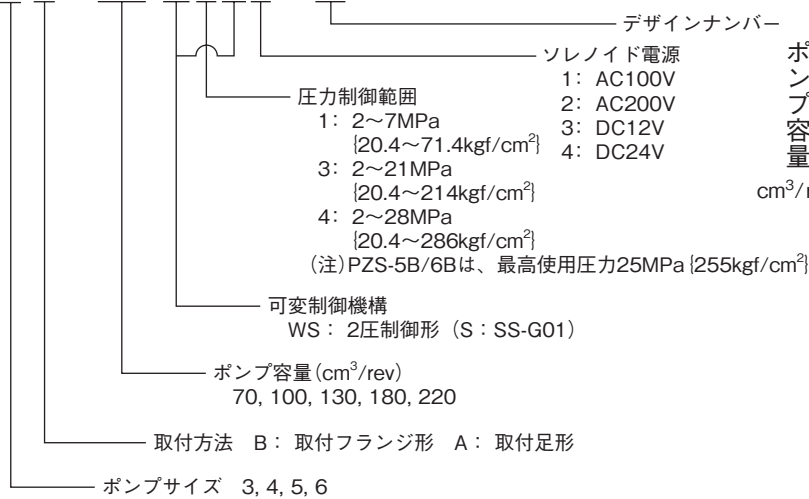 デザインナンバー
ソレノイド電源
1: AC100V
2: AC200V
3: DC12V
4: DC24V
圧力制御範囲
1: 2～7MPa
{20.4～71.4kgf/cm²}
3: 2～21MPa
{20.4～214kgf/cm²}
4: 2～28MPa
{20.4～286kgf/cm²}
(注)PZS-5B/6Bは、最高使用圧力25MPa{255kgf/cm²}
可変制御機構
WS： 2圧制御形（S：SS-G01）
ポンプ容量(cm³/rev)
70, 100, 130, 180, 220
取付方法 B： 取付フランジ形 A： 取付足形
ポンプサイズ 3, 4, 5, 6
ポンプ容量